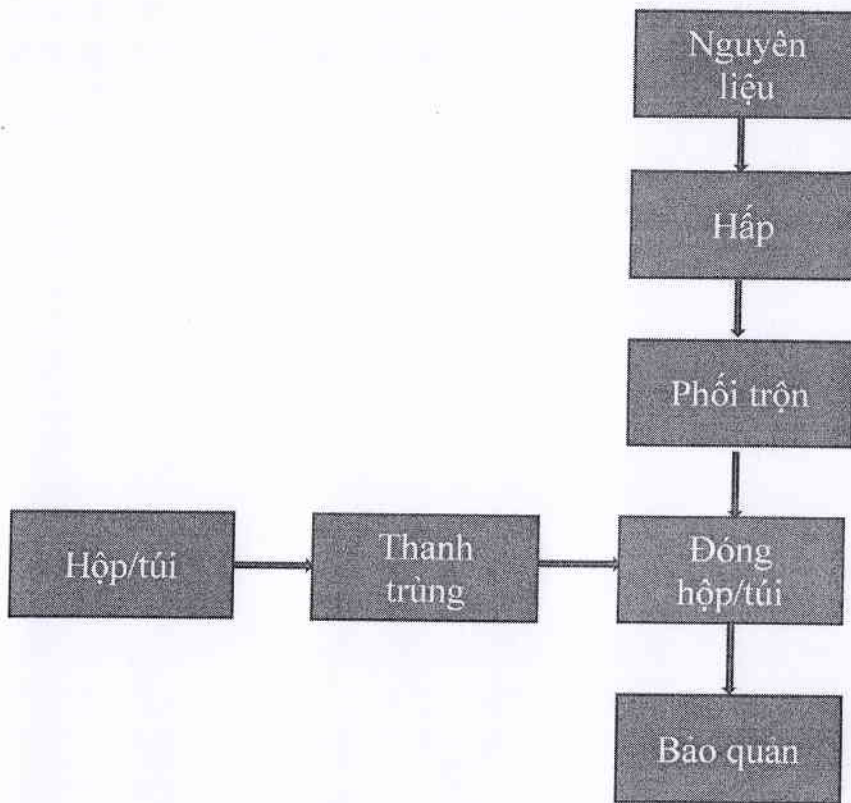 Nguyên
liệu
Hấp
Phối trộn
Hộp/túi
Thanh
trùng
Đóng
hộp/túi
Bảo quản